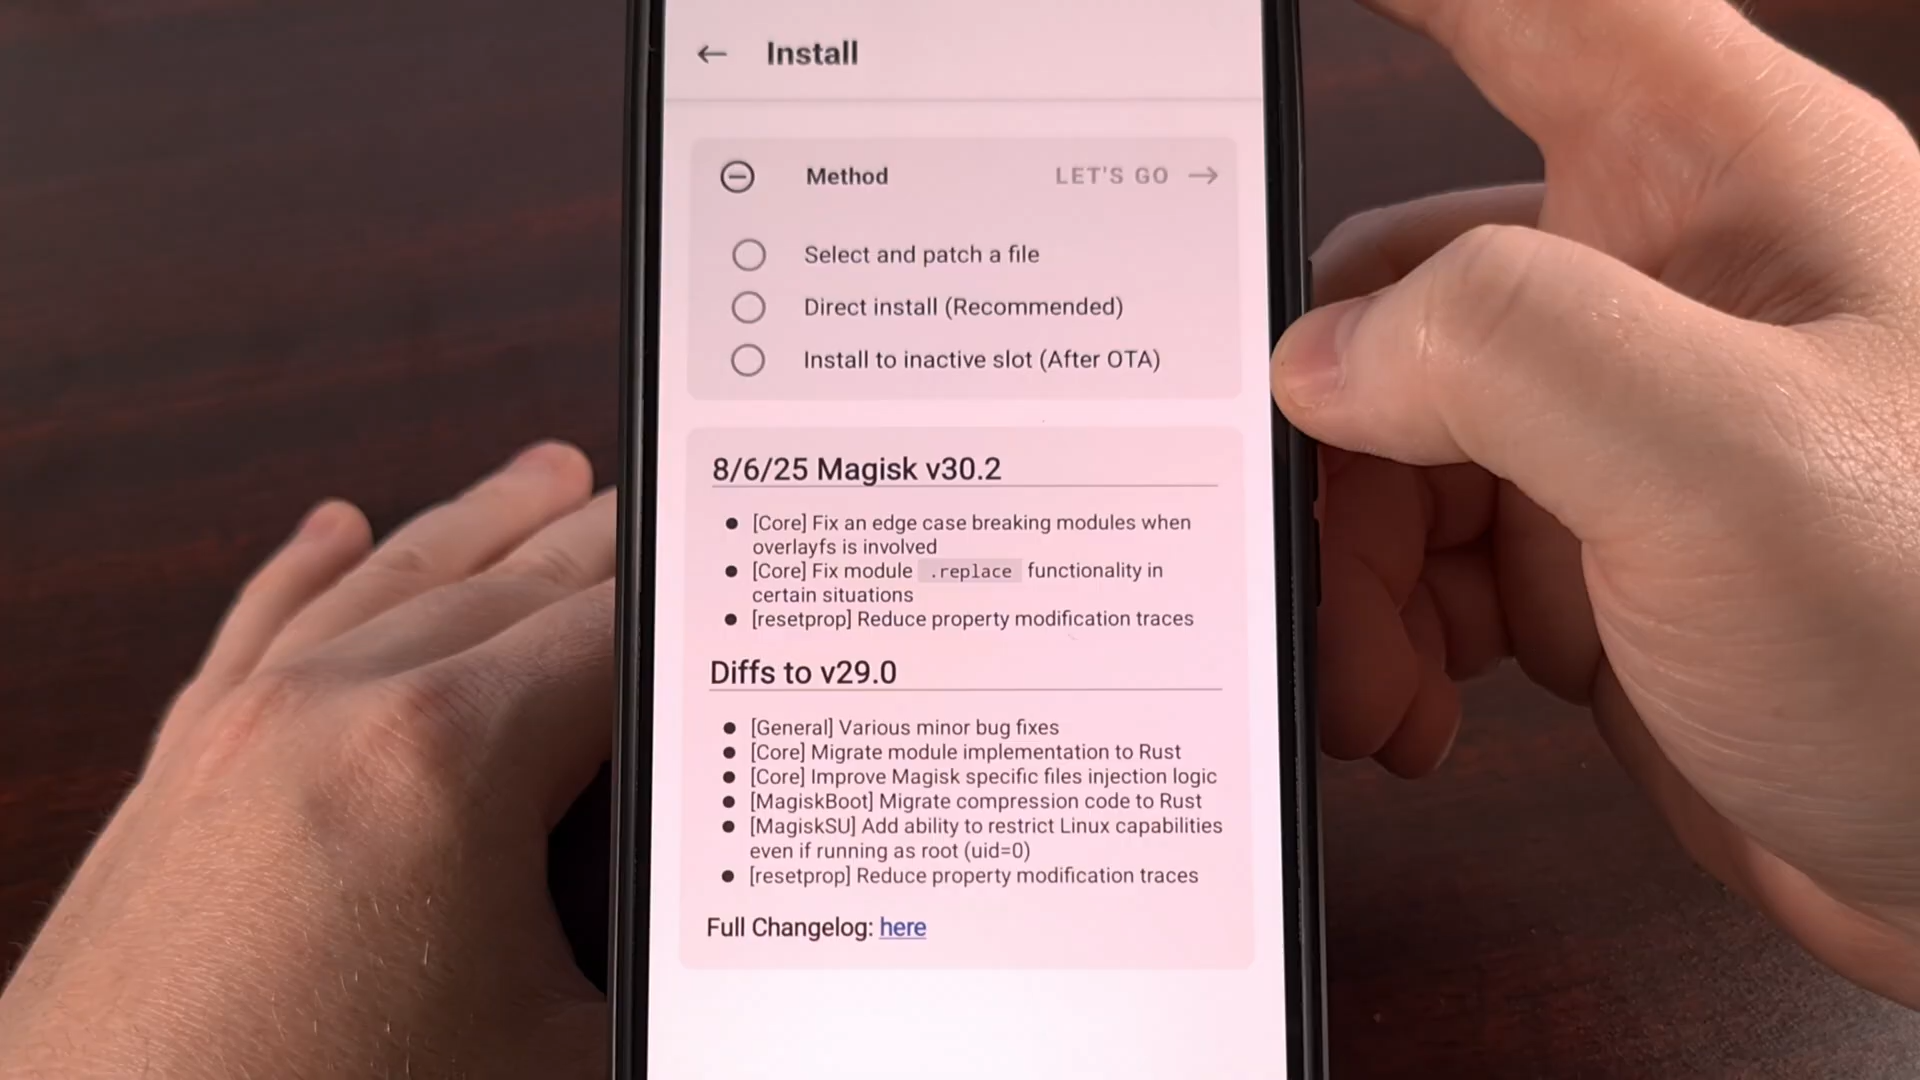 Install
Method LET'S GO
Select and patch a file
Direct install (Recommended)
Install to inactive slot (After OTA)
8/6/25 Magisk v30.2
[Core] Fix an edge case breaking modules when
overlayfs is involved
[Core] Fix module .replace functionality in
certain situations
[resetprop] Reduce property modification traces
Diffs to v29.0
[General] Various minor bug fixes
[Core] Migrate module implementation to Rust
[Core] Improve Magisk specific files injection logic
[MagiskBoot] Migrate compression code to Rust
[MagiskSU] Add ability to restrict Linux capabilities
even if running as root (uid=0)
[resetprop] Reduce property modification traces
Full Changelog: here